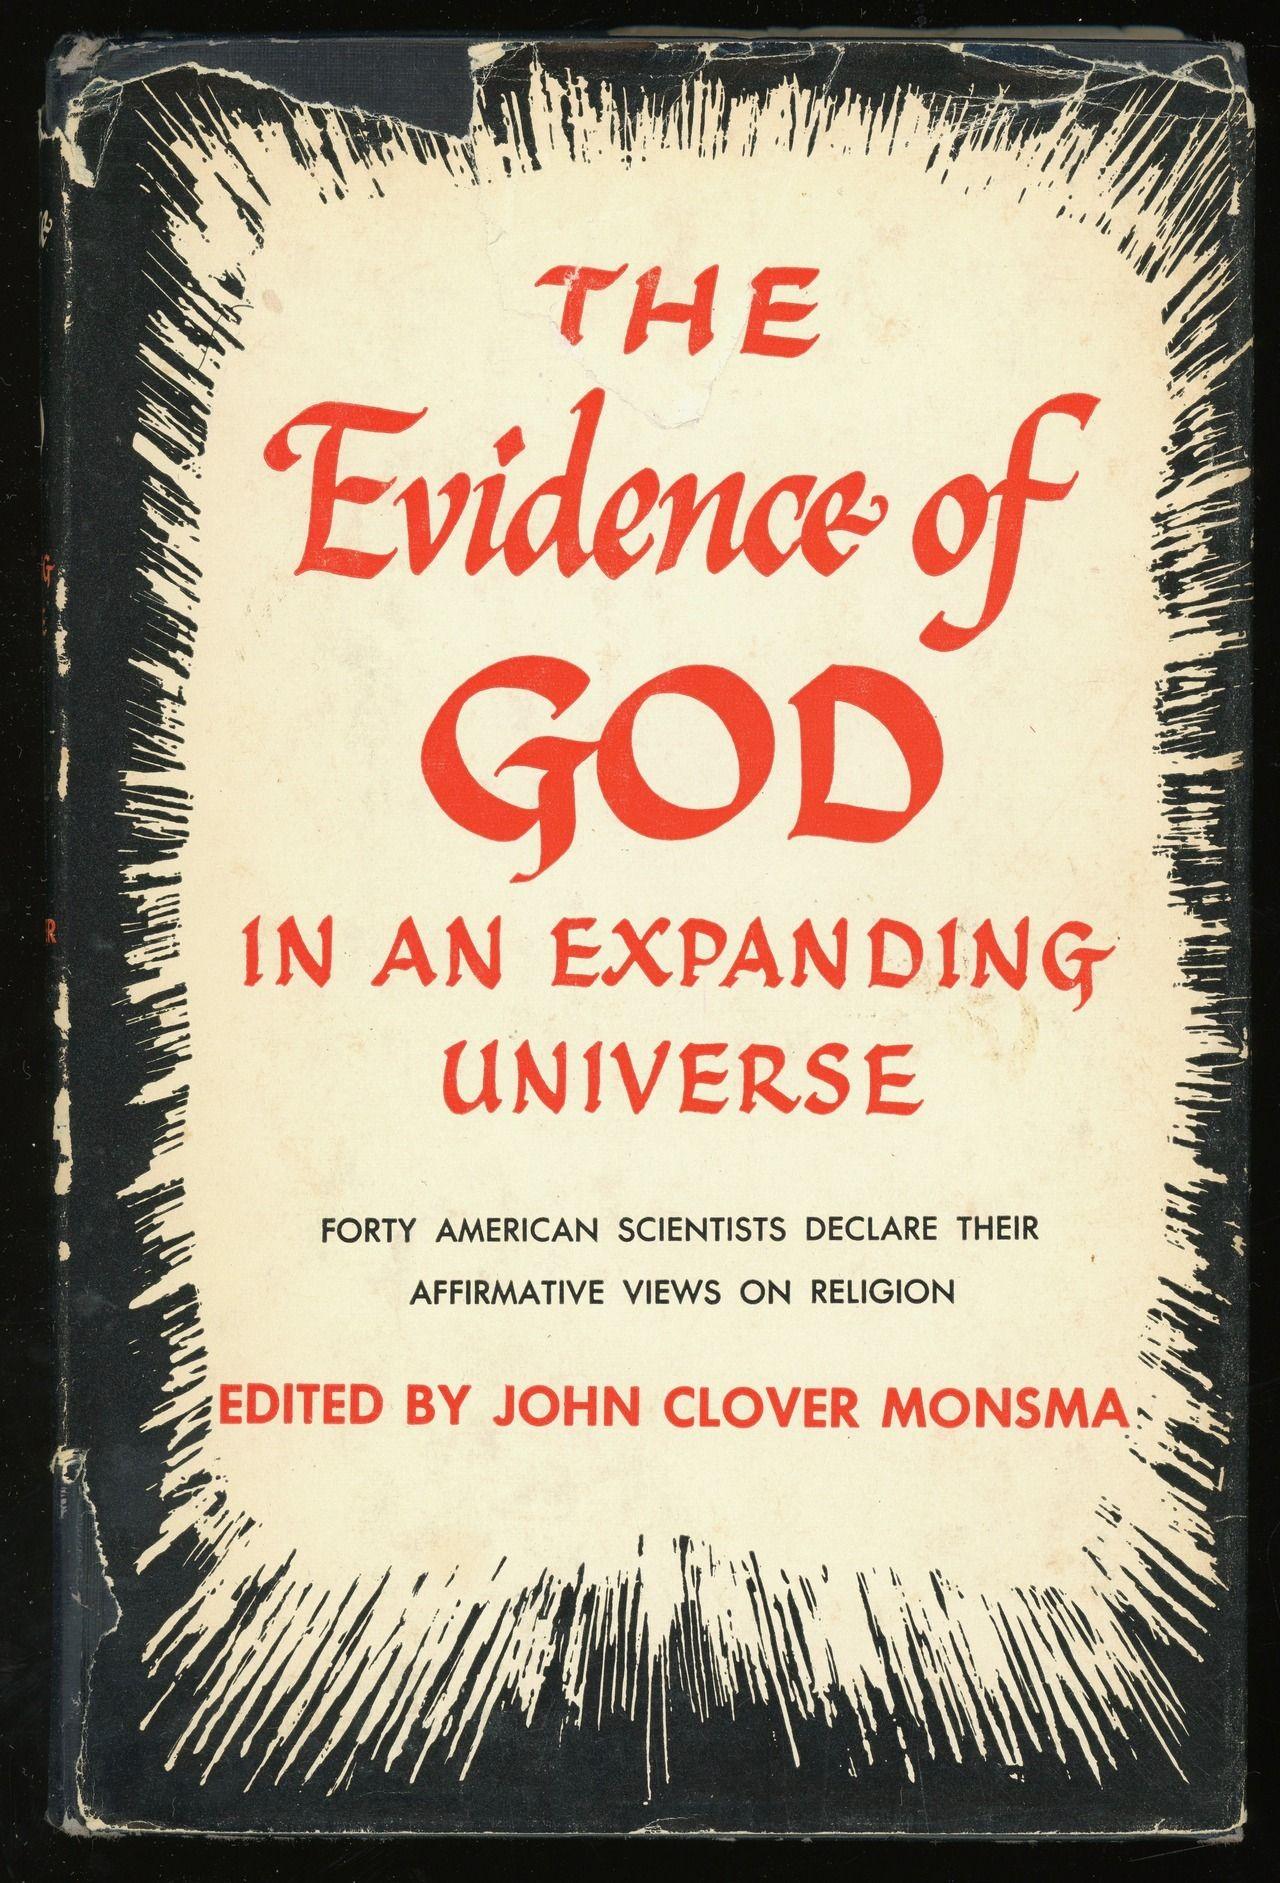 THE
Evidence of
GOD
IN AN EXPANDING
UNIVERSE
FORTY AMERICAN SCIENTISTS DECLARE THEIR
AFFIRMATIVE VIEWS ON RELIGION
EDITED BY JOHN CLOVER MONSMA